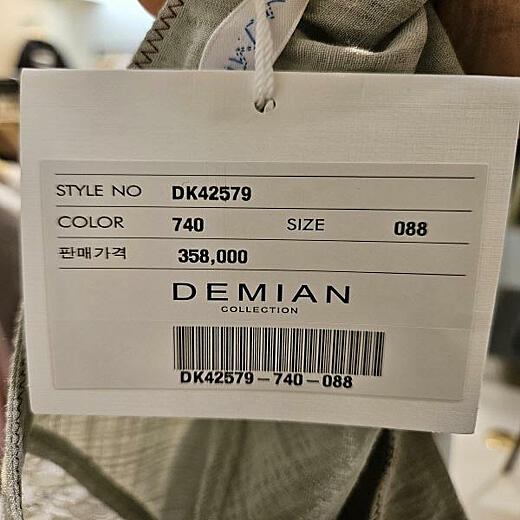 STYLE NO DK42579
COLOR 740 SIZE 088
판매가격 358,000
DEMIAN
COLLECTION
DK42579-740-088